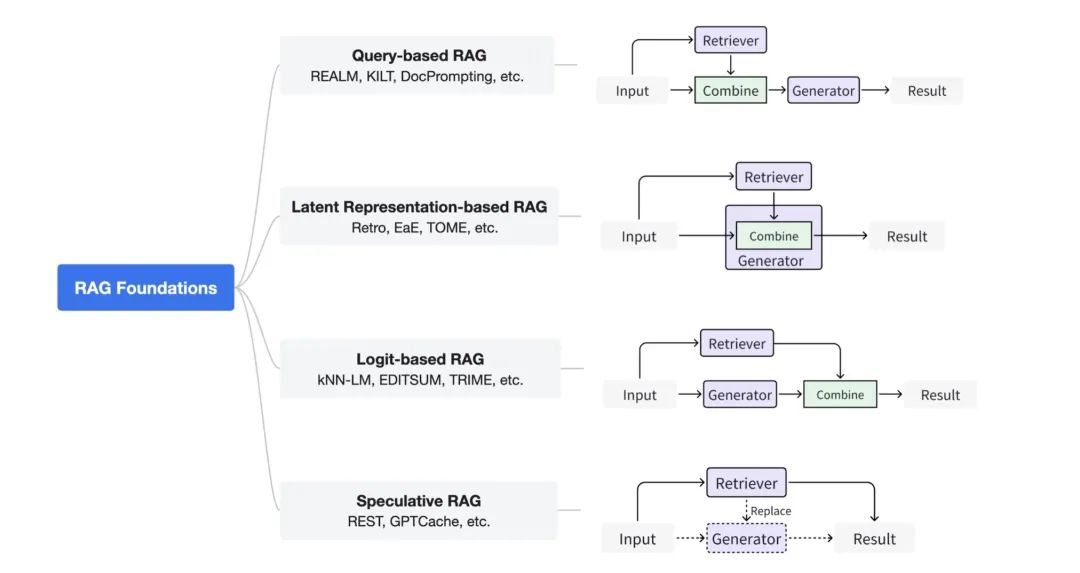 RAG Foundations
Query-based RAG
REALM, KILT, DocPrompting, etc.
Retriever
Input
Combine
Generator
Result
Latent Representation-based RAG
Retro, EaE, TOME, etc.
Retriever
Input
Combine
Generator
Result
Logit-based RAG
kNN-LM, EDITSUM, TRIME, etc.
Retriever
Input
Generator
Combine
Result
Speculative RAG
REST, GPTCache, etc.
Retriever
Replace
Input
Generator
Result